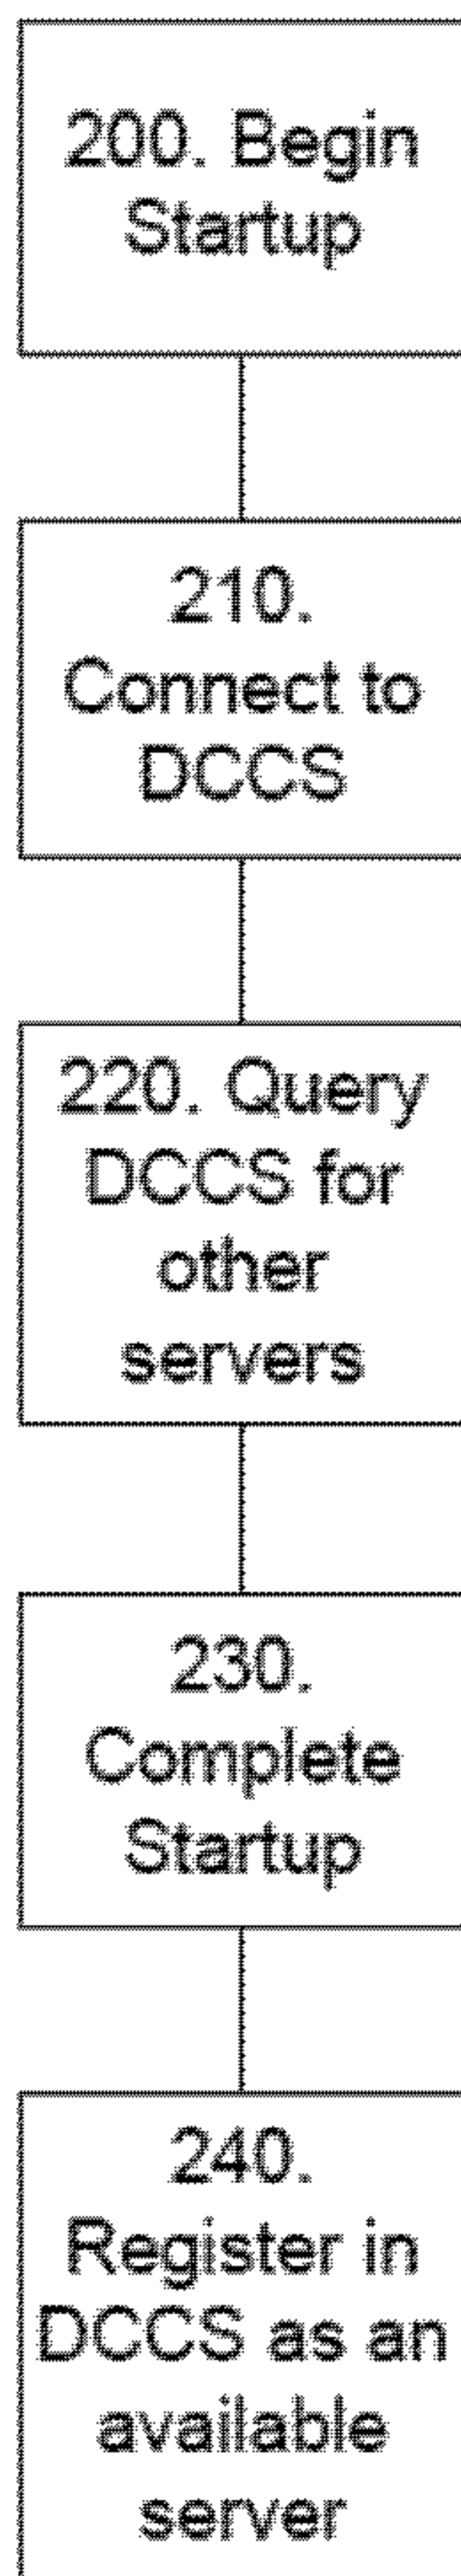 200. Begin
Startup
210.
Connect to
DCCS
220. Query
DCCS for
other
servers
230.
Complete
Startup
240.
Register in
DCCS as an
available
server